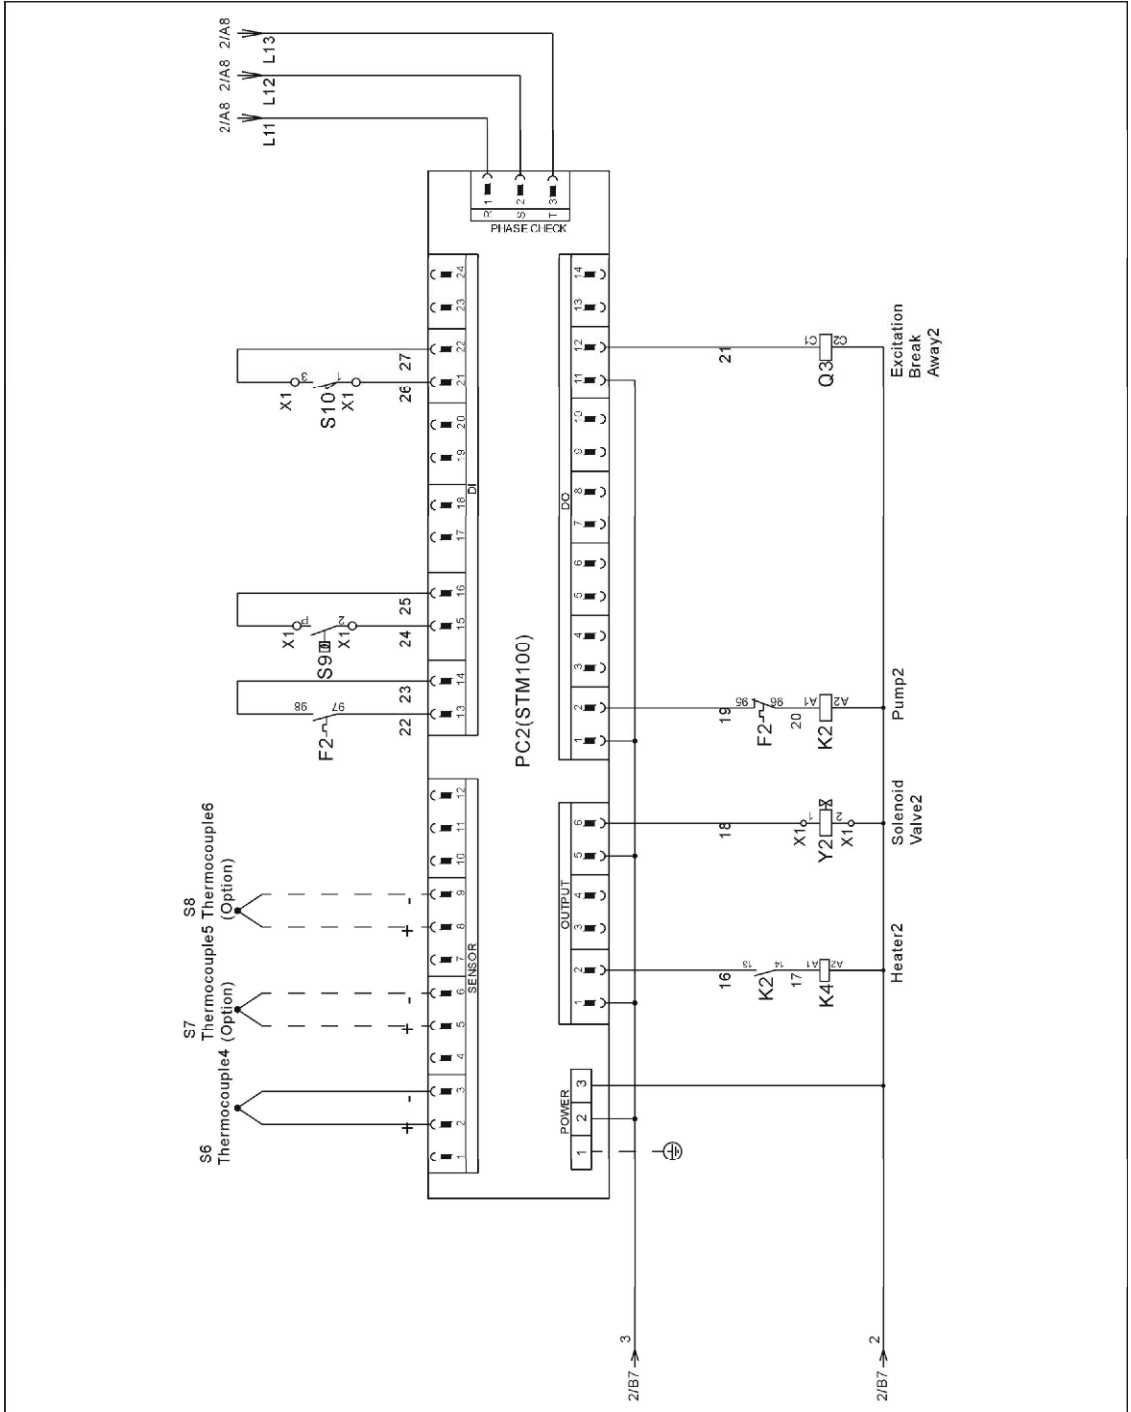 2/A8
L13
2/A8
L12
2/A8
L11
R 1
S 2
T 3
PHASE CHECK
24
23
22
21
20
19
18
17
16
15
14
13
DI
14
13
12
11
10
9
8
7
6
5
4
3
2
1
DO
PC2(STM100)
27
26
X1
3
1
S10
X1
25
24
X1
P
2
S9
X1
23
22
98
97
F2
12
11
10
9
8
7
6
5
4
3
2
1
SENSOR
S8
Thermocouple6
(Option)
-
+
S7
Thermocouple5
(Option)
-
+
S6
Thermocouple4
-
+
6
5
4
3
2
1
OUTPUT
3
2
1
POWER
21
C1
C2
Q3
Excitation
Break
Away2
19
95
96
F2
20
A1
A2
K2
Pump2
18
X1
1
2
Y2
X1
Solenoid
Valve2
16
13
14
K2
17
A1
A2
K4
Heater2
3
2/B7
2
2/B7